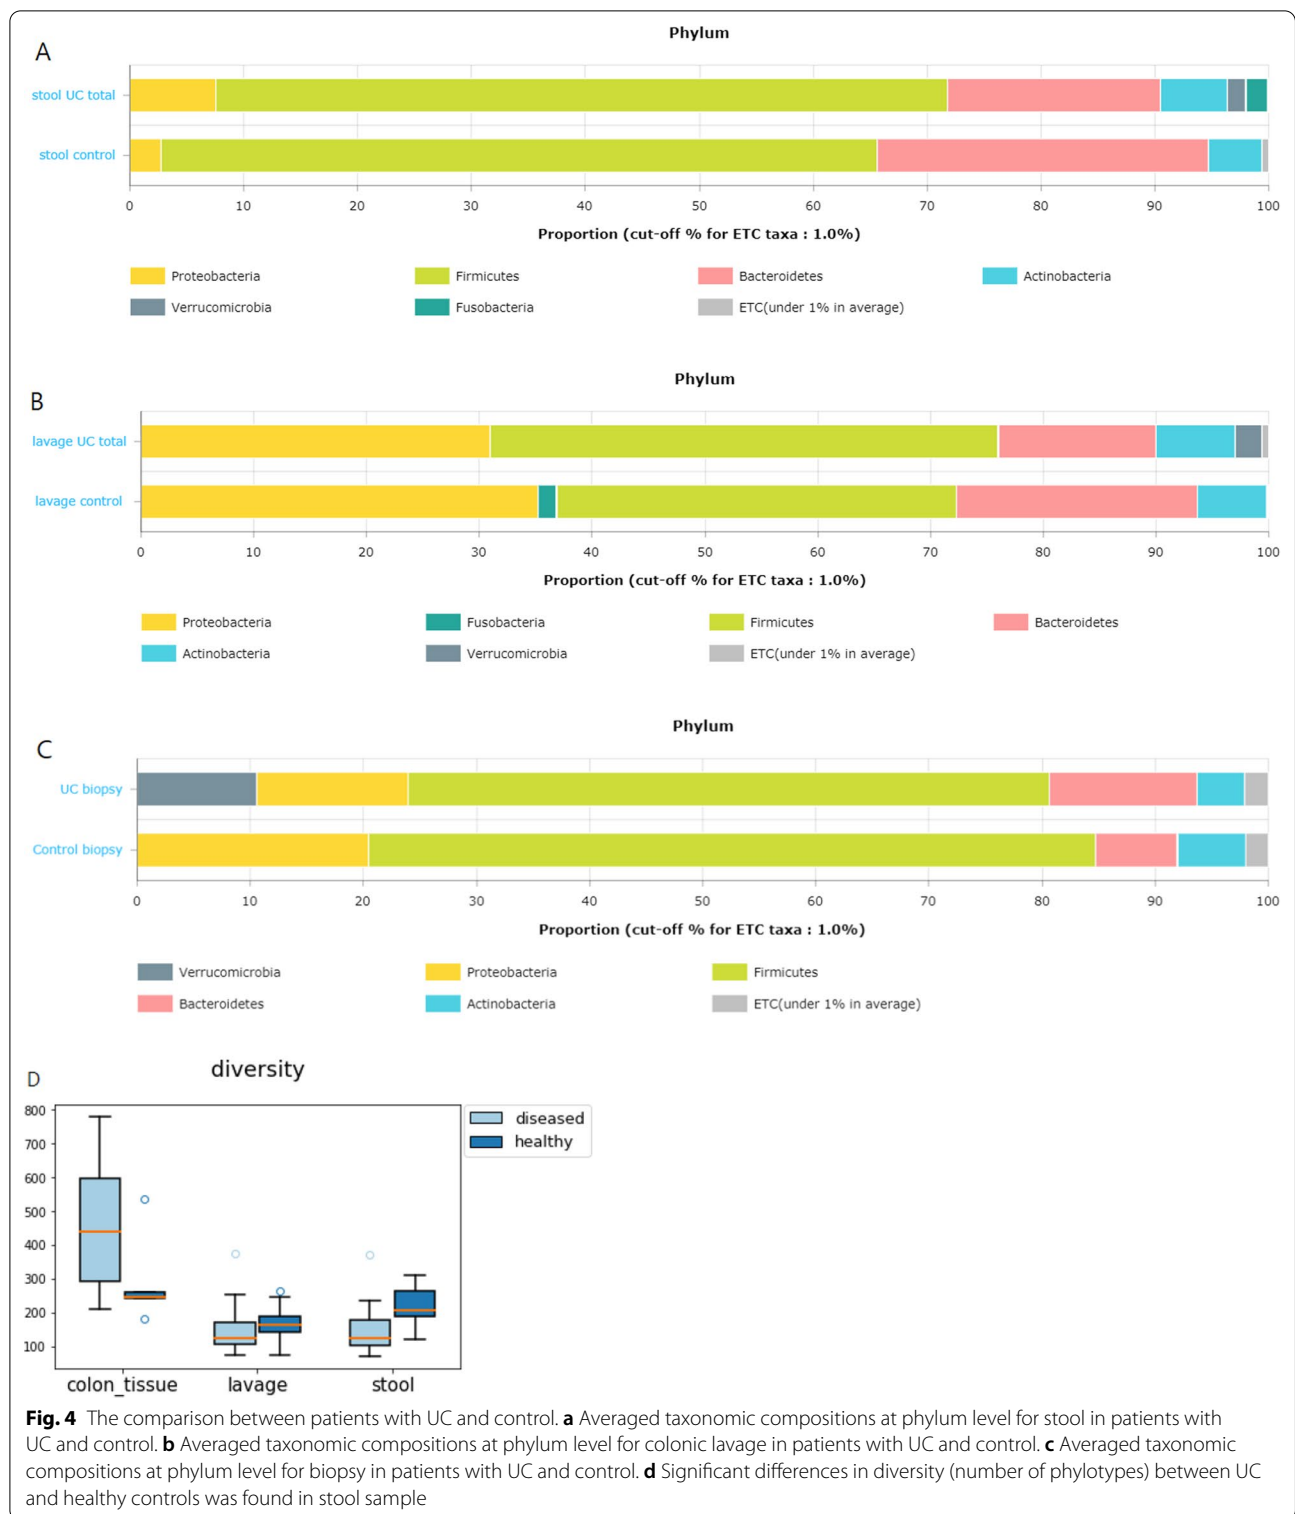 A
Phylum
stool UC total
stool control
0 10 20 30 40 50 60 70 80 90 100
Proportion (cut-off % for ETC taxa : 1.0%)
Proteobacteria Firmicutes Bacteroidetes Actinobacteria
Verrucomicrobia Fusobacteria ETC(under 1% in average)
B
Phylum
lavage UC total
lavage control
0 10 20 30 40 50 60 70 80 90 100
Proportion (cut-off % for ETC taxa : 1.0%)
Proteobacteria Fusobacteria Firmicutes Bacteroidetes
Actinobacteria Verrucomicrobia ETC(under 1% in average)
C
Phylum
UC biopsy
Control biopsy
0 10 20 30 40 50 60 70 80 90 100
Proportion (cut-off % for ETC taxa : 1.0%)
Verrucomicrobia Proteobacteria Firmicutes
Bacteroidetes Actinobacteria ETC(under 1% in average)
D
diversity
800
700
600
500
400
300
200
100
diseased
healthy
colon_tissue lavage stool
Fig. 4 The comparison between patients with UC and control. a Averaged taxonomic compositions at phylum level for stool in patients with
UC and control. b Averaged taxonomic compositions at phylum level for colonic lavage in patients with UC and control. c Averaged taxonomic
compositions at phylum level for biopsy in patients with UC and control. d Significant differences in diversity (number of phylotypes) between UC
and healthy controls was found in stool sample